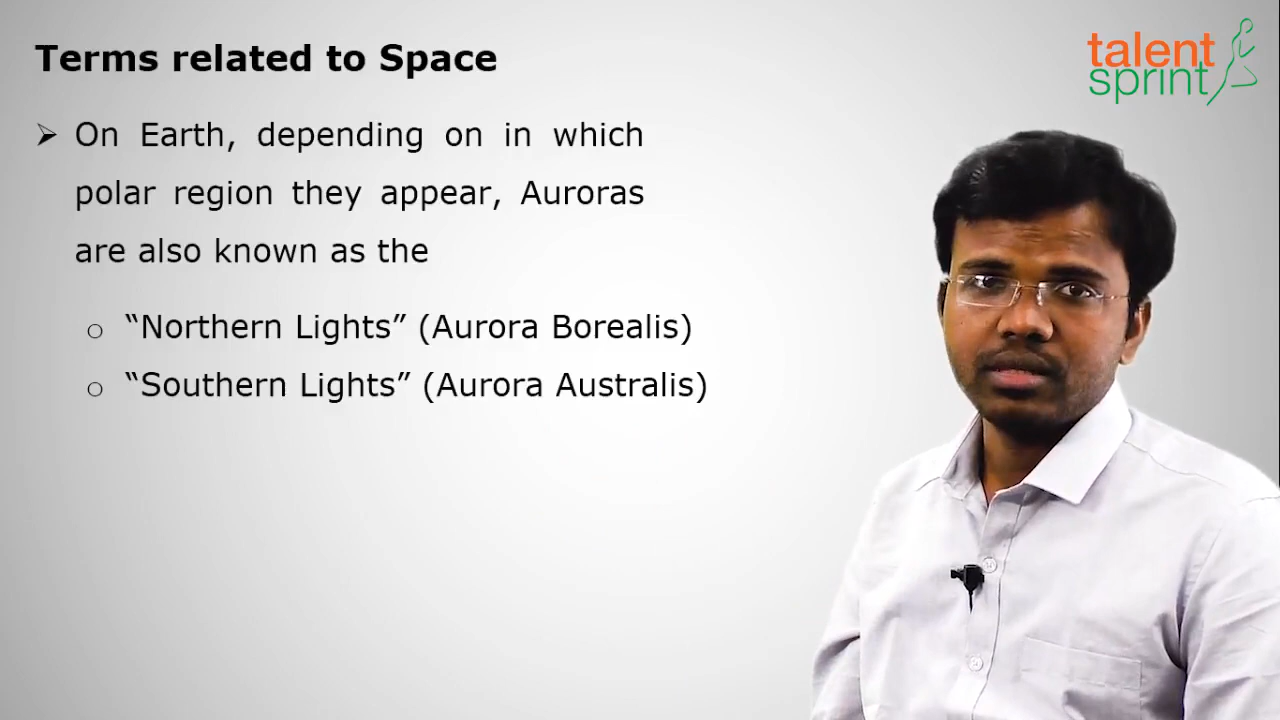 Terms related to Space
talent
sprint
➢ On Earth, depending on in which
polar region they appear, Auroras
are also known as the
o “Northern Lights” (Aurora Borealis)
o “Southern Lights” (Aurora Australis)